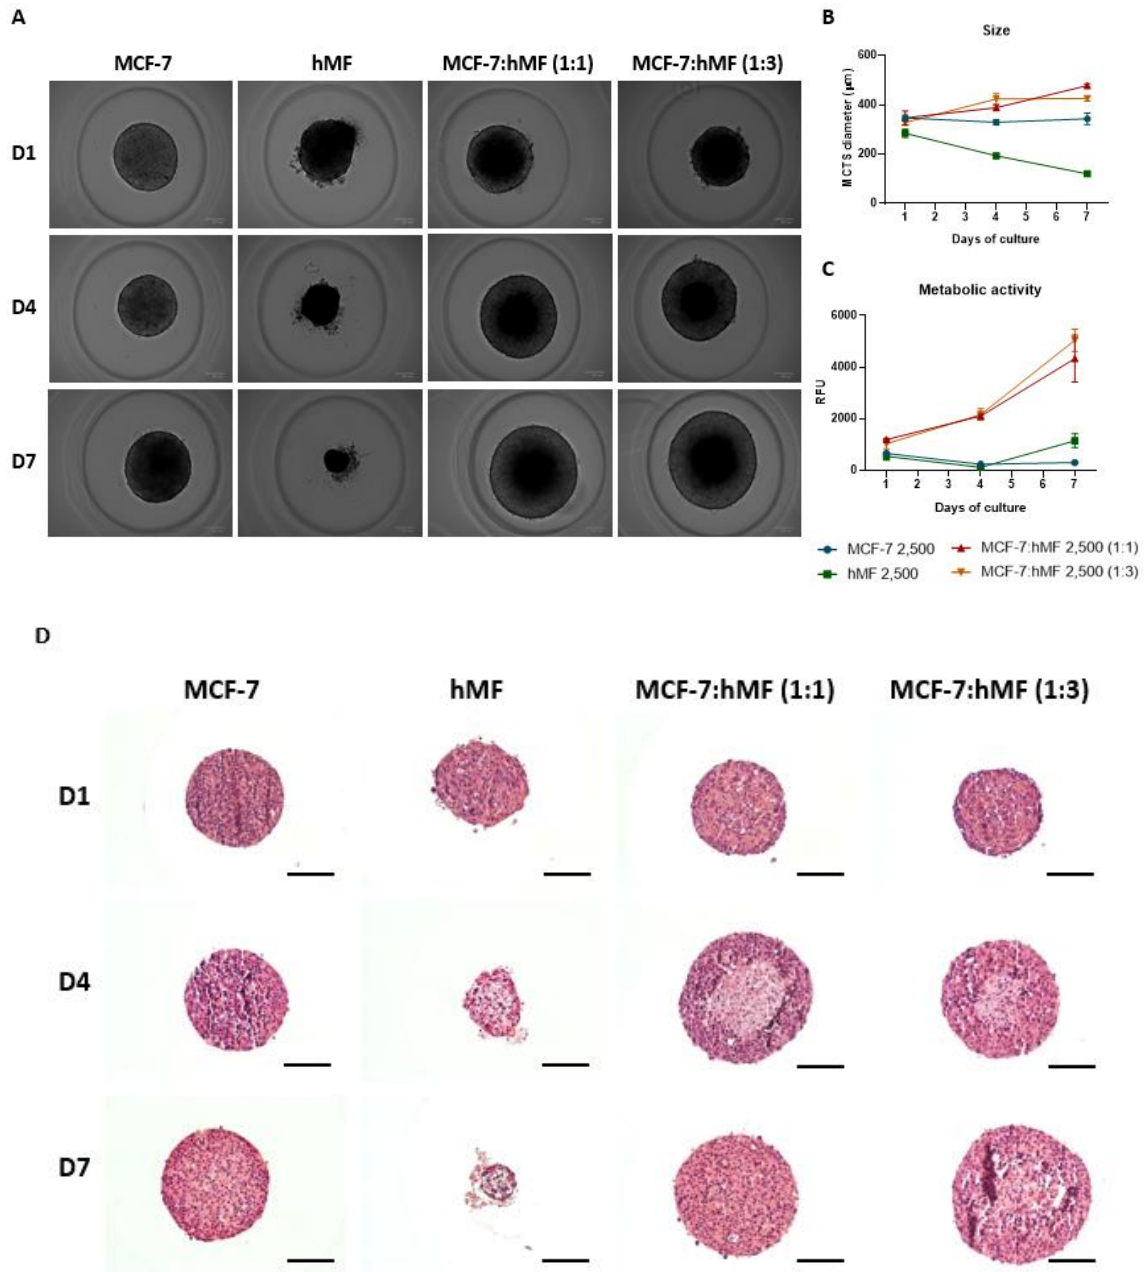 A
MCF-7 hMF MCF-7:hMF (1:1) MCF-7:hMF (1:3)
D1
D4
D7
B
Size
600
400
200
0
MCTS diameter (µm)
1 2 3 4 5 6 7
Days of culture
C
Metabolic activity
6000
4000
2000
0
RFU
1 2 3 4 5 6 7
Days of culture
MCF-7 2,500 MCF-7:hMF 2,500 (1:1)
hMF 2,500 MCF-7:hMF 2,500 (1:3)
D
MCF-7 hMF MCF-7:hMF (1:1) MCF-7:hMF (1:3)
D1
D4
D7